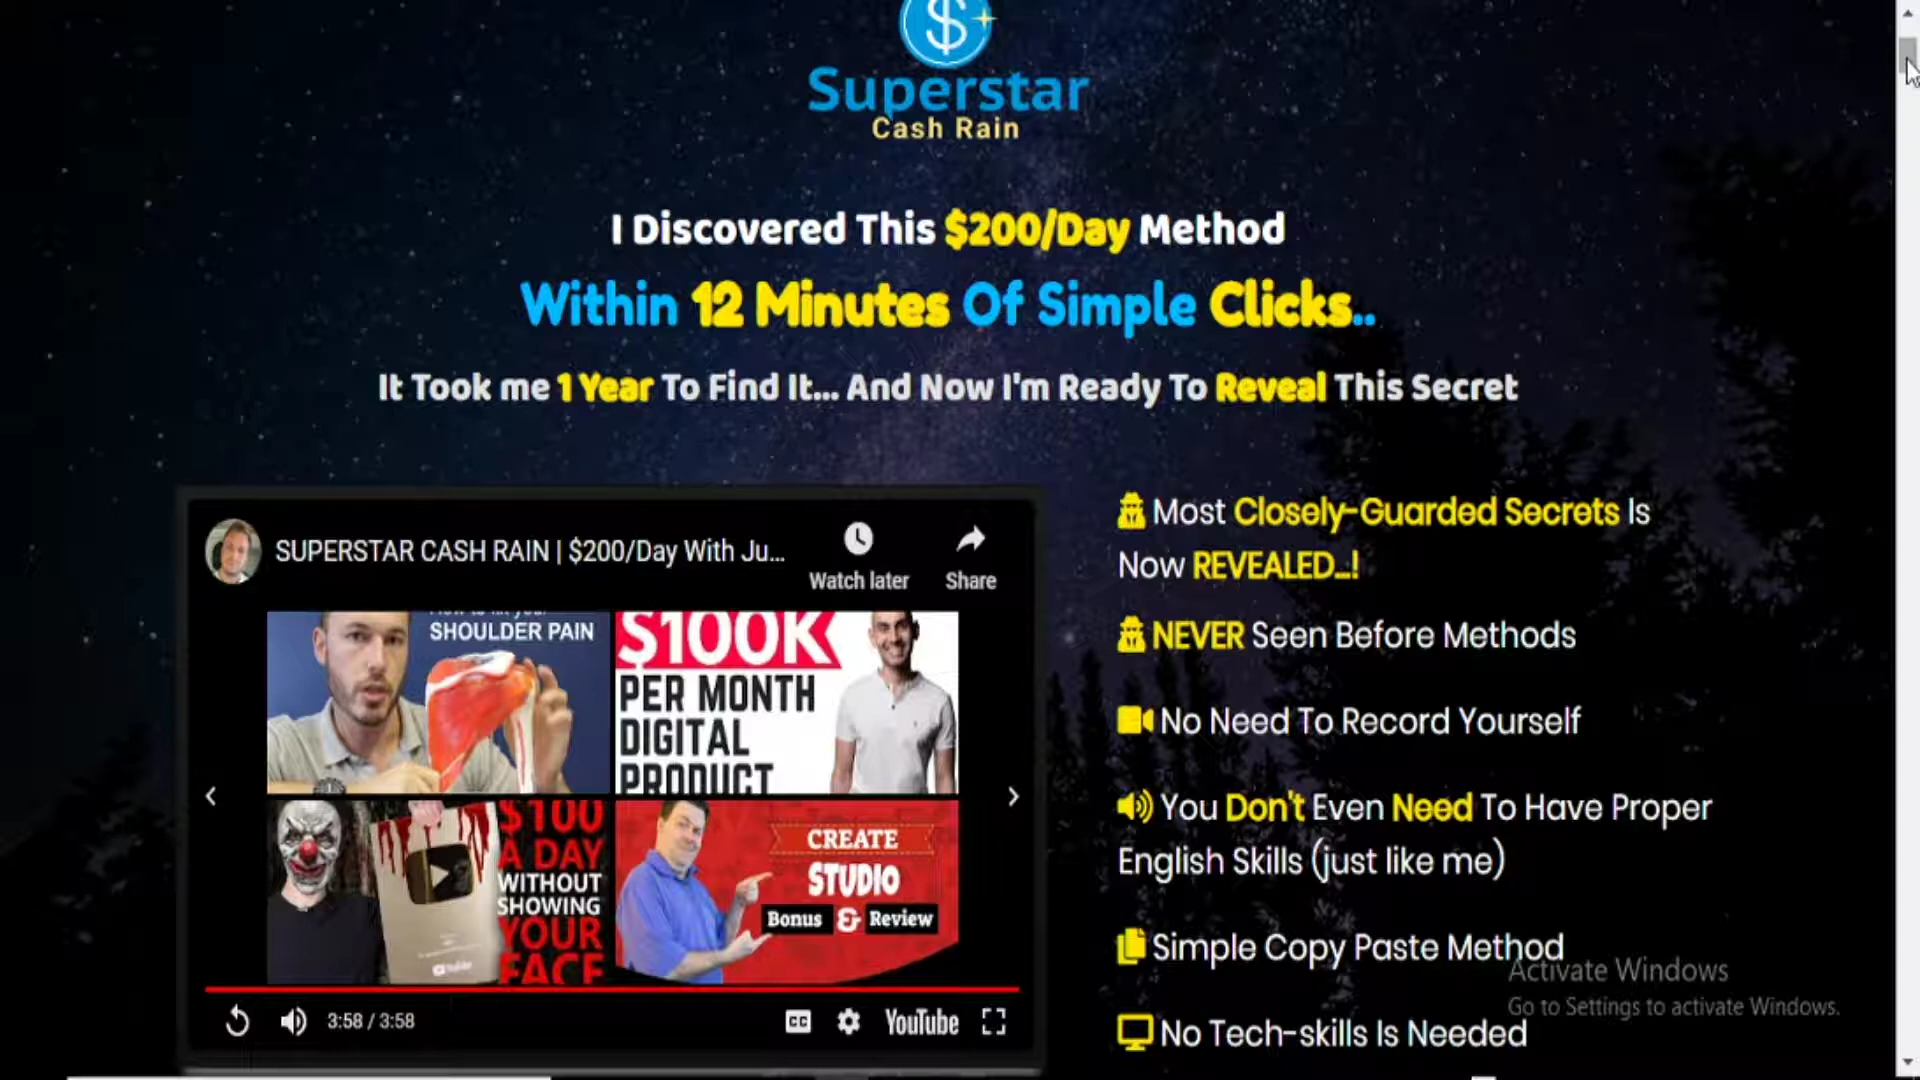 Superstar
Cash Rain
I Discovered This $200/Day Method
Within 12 Minutes Of Simple Clicks..
It Took me 1 Year To Find It... And Now I'm Ready To Reveal This Secret
SUPERSTAR CASH RAIN | $200/Day With Ju...
Watch later
Share
SHOULDER PAIN
$100K
PER MONTH
DIGITAL
PRODUCT
$100
A DAY
WITHOUT
SHOWING
YOUR
FACE
CREATE
STUDIO
Bonus & Review
3:58 / 3:58
CC
YouTube
Most Closely-Guarded Secrets Is
Now REVEALED...!
NEVER Seen Before Methods
No Need To Record Yourself
You Don't Even Need To Have Proper
English Skills (just like me)
Simple Copy Paste Method
No Tech-skills Is Needed
Activate Windows
Go to Settings to activate Windows.